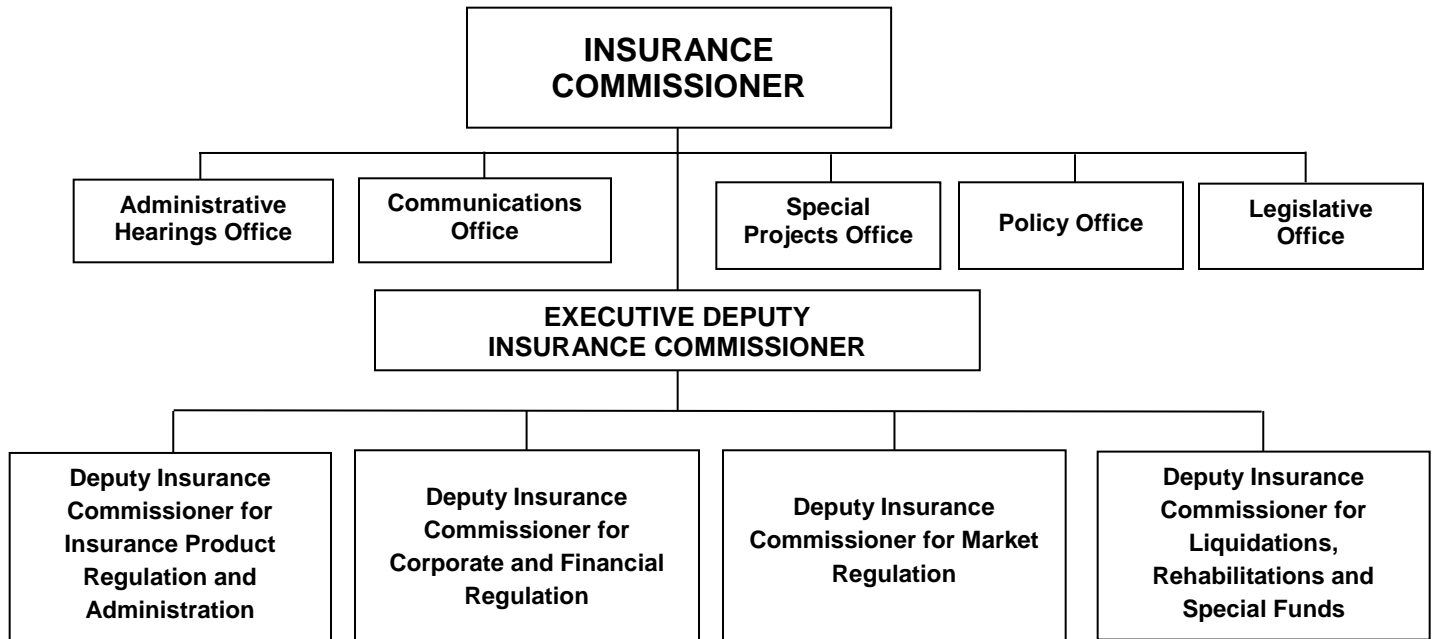 INSURANCE
COMMISSIONER
Administrative
Hearings Office
Communications
Office
Special
Projects Office
Policy Office
Legislative
Office
EXECUTIVE DEPUTY
INSURANCE COMMISSIONER
Deputy Insurance
Commissioner for
Insurance Product
Regulation and
Administration
Deputy Insurance
Commissioner for
Corporate and Financial
Regulation
Deputy Insurance
Commissioner for Market
Regulation
Deputy Insurance
Commissioner for
Liquidations,
Rehabilitations and
Special Funds